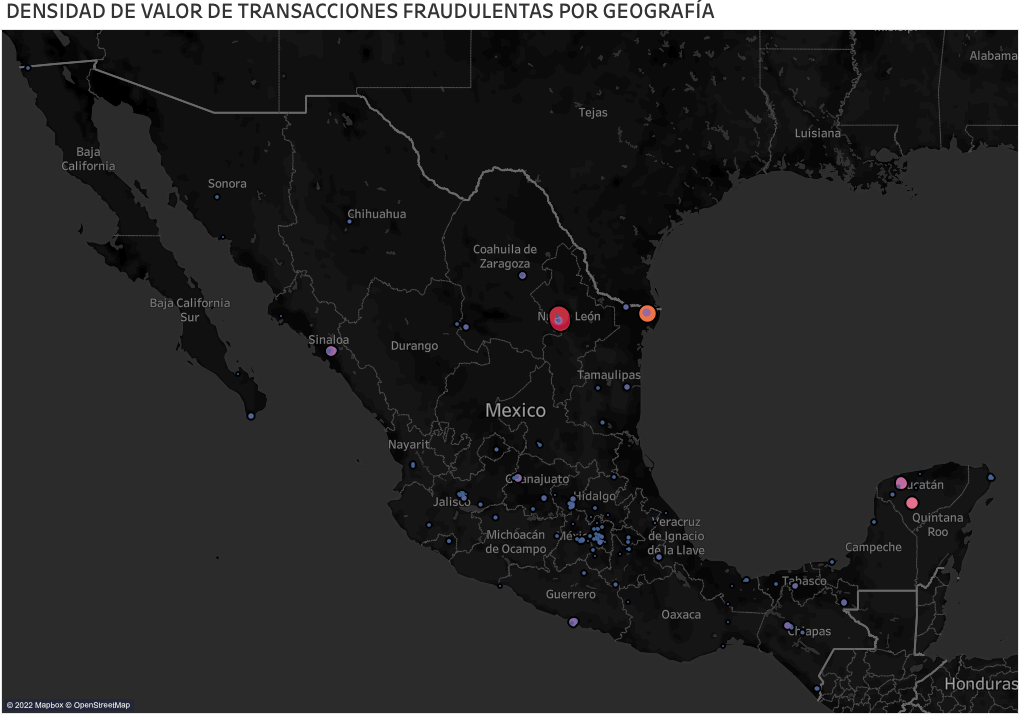 DENSIDAD DE VALOR DE TRANSACCIONES FRAUDULENTAS POR GEOGRAFÍA
Alabama
Tejas
Luisiana
Baja
California
Sonora
Chihuahua
Coahuila de
Zaragoza
Baja California
Sur
León
Sinaloa
Durango
Tamaulipas
Mexico
Nayarit
Guanajuato
Yucatán
Jalisco
Hidalgo
Quintana
Roo
Michoacán
de Ocampo
México
Veracruz
de Ignacio
de la Llave
Campeche
Tabasco
Guerrero
Oaxaca
Chiapas
Honduras
© 2022 Mapbox © OpenStreetMap